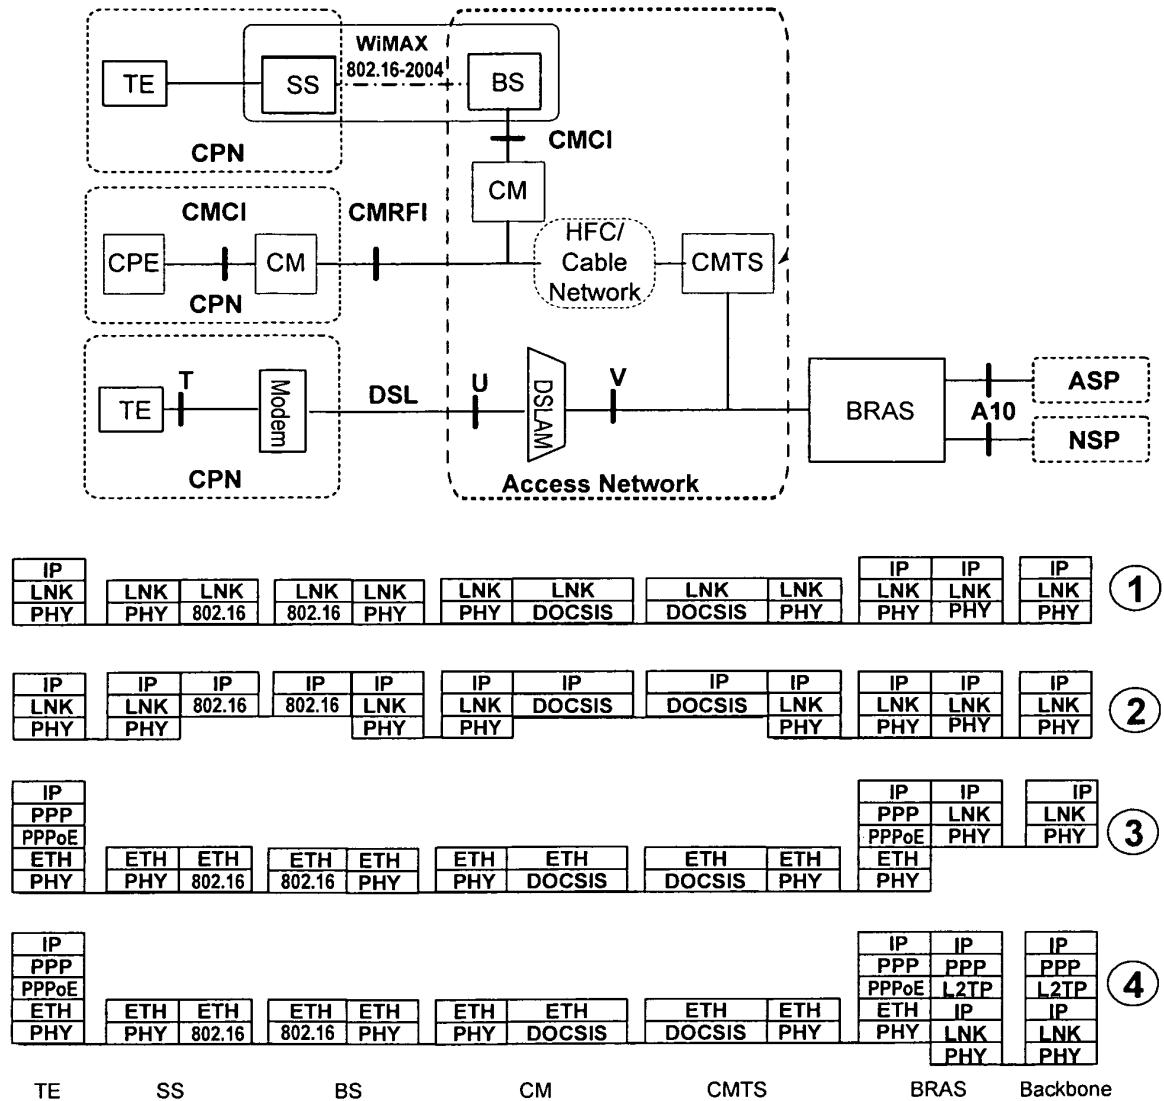 WiMAX
802.16-2004
TE
SS
BS
CPN
CMCI
CM
CMCI
CMRFI
CPE
CM
HFC/
Cable
Network
CMTS
CPN
T
TE
Modem
DSL
U
DSLAM
V
BRAS
A10
ASP
NSP
CPN
Access Network
IP IP IP IP
LNK LNK LNK LNK LNK LNK LNK LNK LNK LNK LNK LNK
PHY PHY 802.16 802.16 PHY PHY DOCSIS DOCSIS PHY PHY PHY PHY
1
IP IP IP IP IP IP IP IP IP IP IP IP
LNK LNK 802.16 802.16 LNK LNK DOCSIS DOCSIS LNK LNK LNK LNK
PHY PHY PHY PHY PHY PHY PHY PHY
2
IP IP IP IP
PPP PPP LNK LNK
PPPoE PPPoE PHY PHY
ETH ETH ETH ETH ETH ETH ETH ETH ETH ETH
PHY PHY 802.16 802.16 PHY PHY DOCSIS DOCSIS PHY PHY
3
IP IP IP IP
PPP PPP PPP PPP
PPPoE PPPoE L2TP L2TP
ETH ETH ETH ETH ETH ETH ETH ETH ETH ETH IP IP
PHY PHY 802.16 802.16 PHY PHY DOCSIS DOCSIS PHY PHY LNK LNK
PHY PHY
4
TE SS BS CM CMTS BRAS Backbone